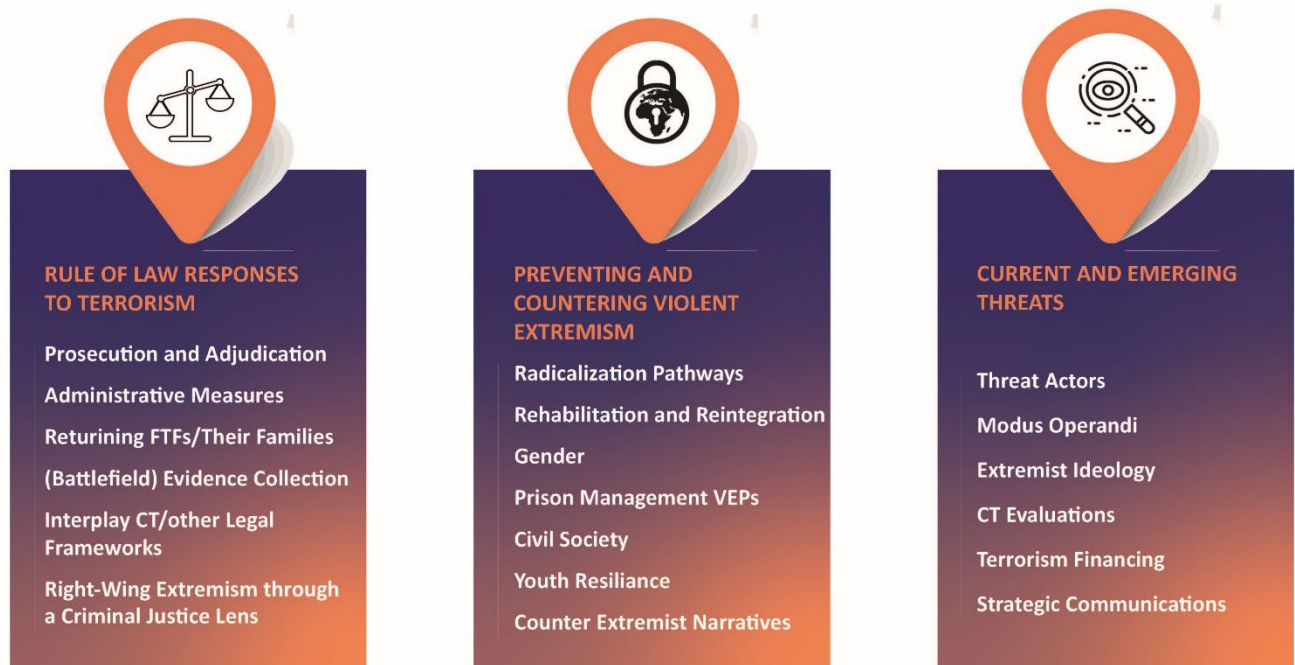 RULE OF LAW RESPONSES
TO TERRORISM
Prosecution and Adjudication
Administrative Measures
Returining FTFs/Their Families
(Battlefield) Evidence Collection
Interplay CT/other Legal
Frameworks
Right-Wing Extremism through
a Criminal Justice Lens
PREVENTING AND
COUNTERING VIOLENT
EXTREMISM
Radicalization Pathways
Rehabilitation and Reintegration
Gender
Prison Management VEPs
Civil Society
Youth Resiliance
Counter Extremist Narratives
CURRENT AND EMERGING
THREATS
Threat Actors
Modus Operandi
Extremist Ideology
CT Evaluations
Terrorism Financing
Strategic Communications